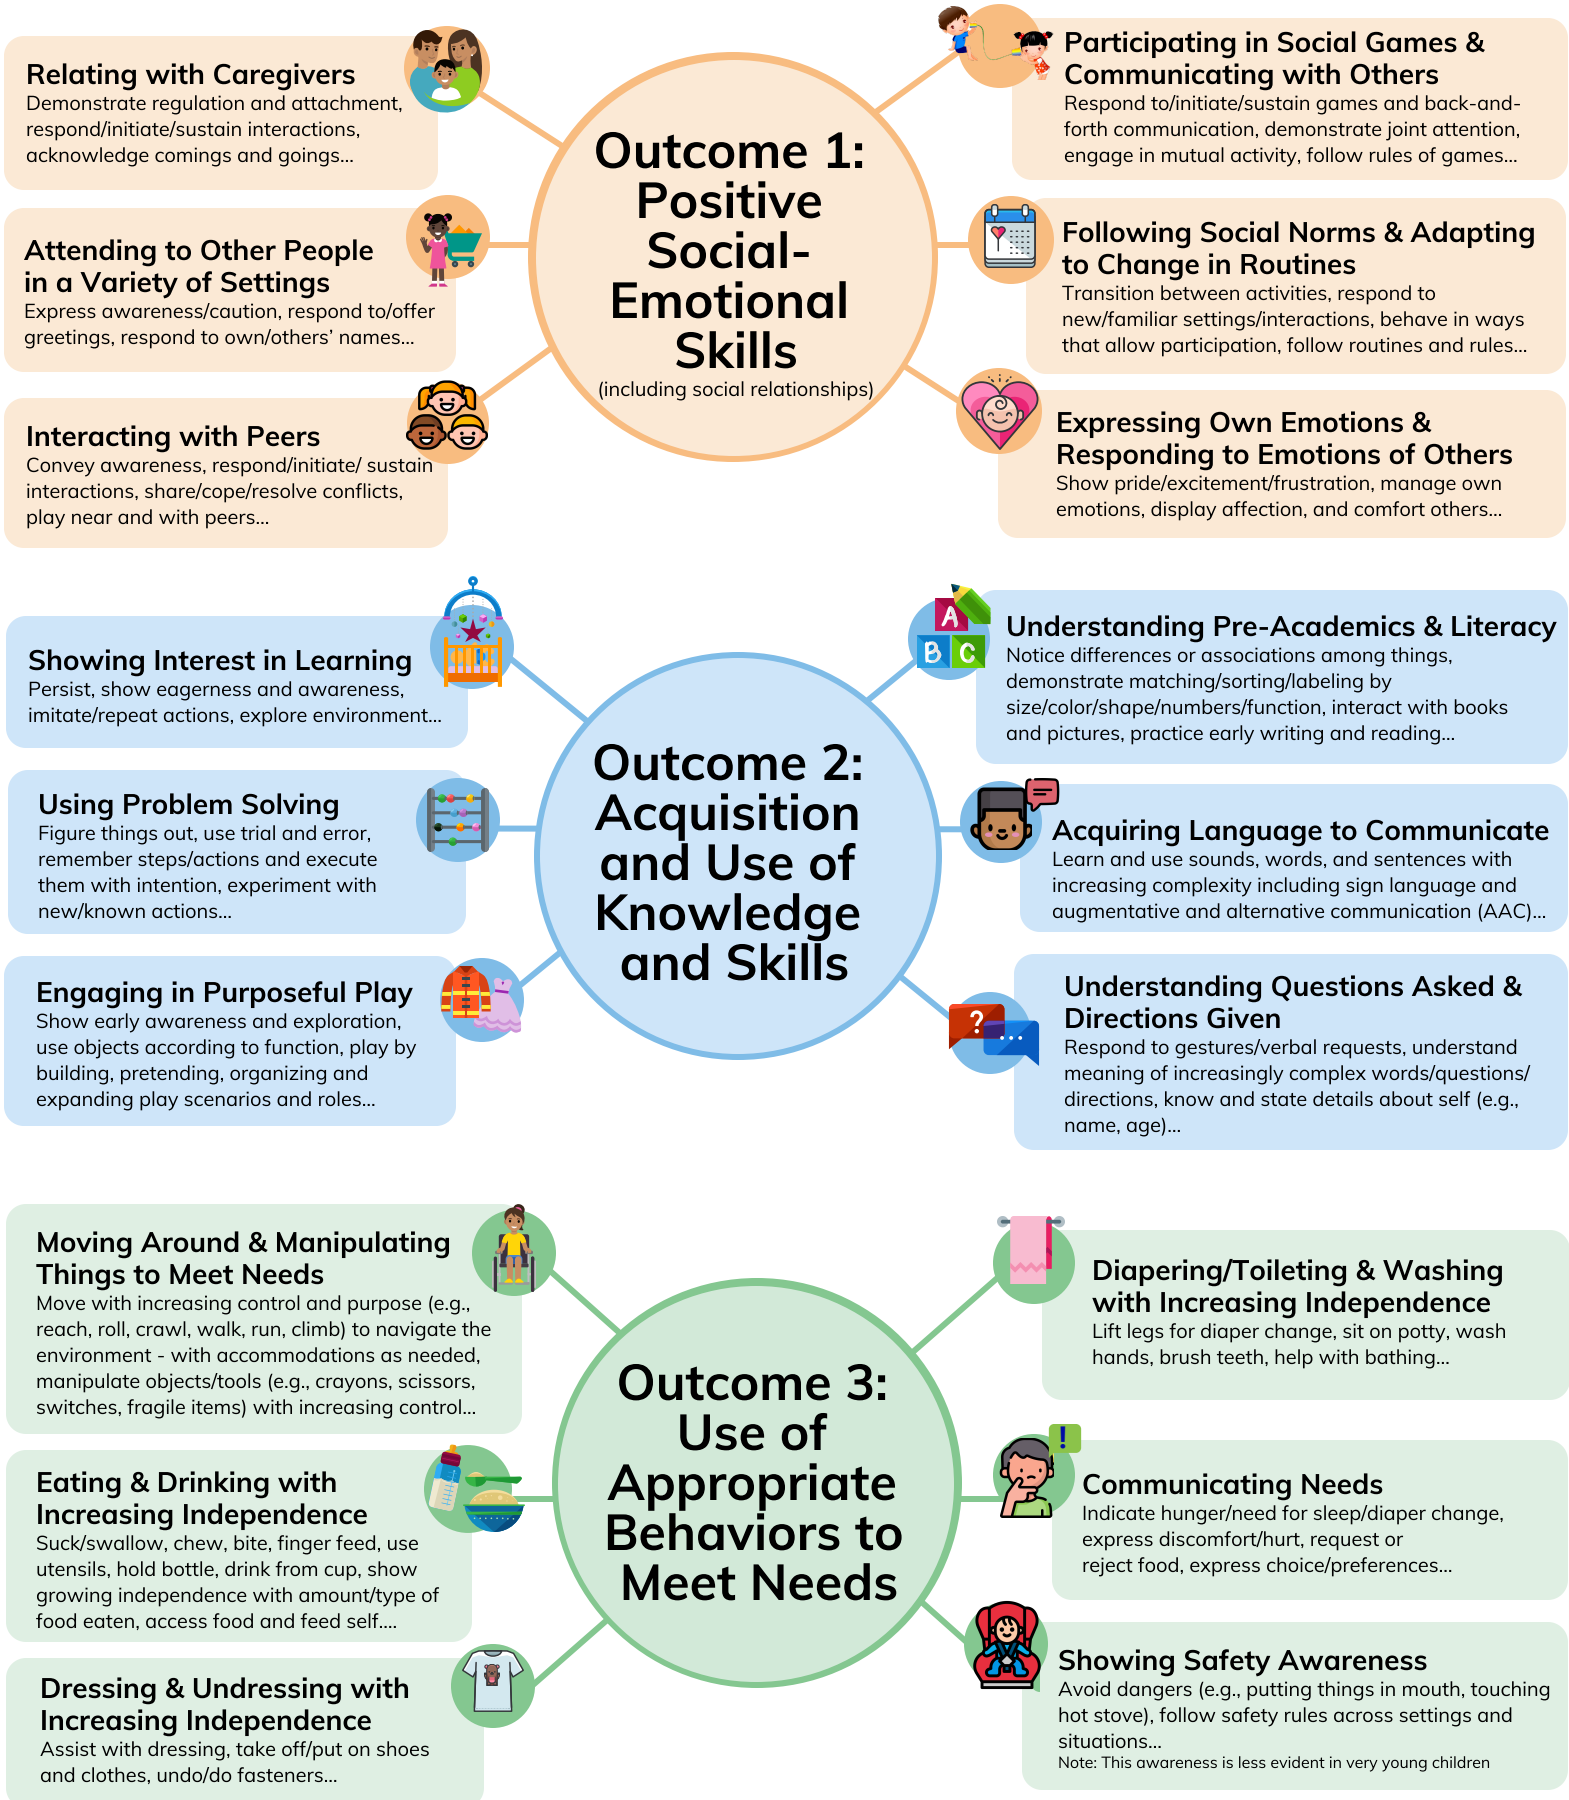 Relating with Caregivers
Demonstrate regulation and attachment,
respond/initiate/sustain interactions,
acknowledge comings and goings...
Attending to Other People
in a Variety of Settings
Express awareness/caution, respond to/offer
greetings, respond to own/others’ names...
Interacting with Peers
Convey awareness, respond/initiate/ sustain
interactions, share/cope/resolve conflicts,
play near and with peers...
Outcome 1:
Positive
Social-
Emotional
Skills
(including social relationships)
Participating in Social Games &
Communicating with Others
Respond to/initiate/sustain games and back-and-
forth communication, demonstrate joint attention,
engage in mutual activity, follow rules of games...
Following Social Norms & Adapting
to Change in Routines
Transition between activities, respond to
new/familiar settings/interactions, behave in ways
that allow participation, follow routines and rules...
Expressing Own Emotions &
Responding to Emotions of Others
Show pride/excitement/frustration, manage own
emotions, display affection, and comfort others...
Showing Interest in Learning
Persist, show eagerness and awareness,
imitate/repeat actions, explore environment...
Using Problem Solving
Figure things out, use trial and error,
remember steps/actions and execute
them with intention, experiment with
new/known actions...
Engaging in Purposeful Play
Show early awareness and exploration,
use objects according to function, play by
building, pretending, organizing and
expanding play scenarios and roles...
Outcome 2:
Acquisition
and Use of
Knowledge
and Skills
A
B C
Understanding Pre-Academics & Literacy
Notice differences or associations among things,
demonstrate matching/sorting/labeling by
size/color/shape/numbers/function, interact with books
and pictures, practice early writing and reading...
Acquiring Language to Communicate
Learn and use sounds, words, and sentences with
increasing complexity including sign language and
augmentative and alternative communication (AAC)...
?
...
Understanding Questions Asked &
Directions Given
Respond to gestures/verbal requests, understand
meaning of increasingly complex words/questions/
directions, know and state details about self (e.g.,
name, age)...
Moving Around & Manipulating
Things to Meet Needs
Move with increasing control and purpose (e.g.,
reach, roll, crawl, walk, run, climb) to navigate the
environment - with accommodations as needed,
manipulate objects/tools (e.g., crayons, scissors,
switches, fragile items) with increasing control...
Eating & Drinking with
Increasing Independence
Suck/swallow, chew, bite, finger feed, use
utensils, hold bottle, drink from cup, show
growing independence with amount/type of
food eaten, access food and feed self....
Dressing & Undressing with
Increasing Independence
Assist with dressing, take off/put on shoes
and clothes, undo/do fasteners...
Outcome 3:
Use of
Appropriate
Behaviors to
Meet Needs
Diapering/Toileting & Washing
with Increasing Independence
Lift legs for diaper change, sit on potty, wash
hands, brush teeth, help with bathing...
!
Communicating Needs
Indicate hunger/need for sleep/diaper change,
express discomfort/hurt, request or
reject food, express choice/preferences...
Showing Safety Awareness
Avoid dangers (e.g., putting things in mouth, touching
hot stove), follow safety rules across settings and
situations...
Note: This awareness is less evident in very young children